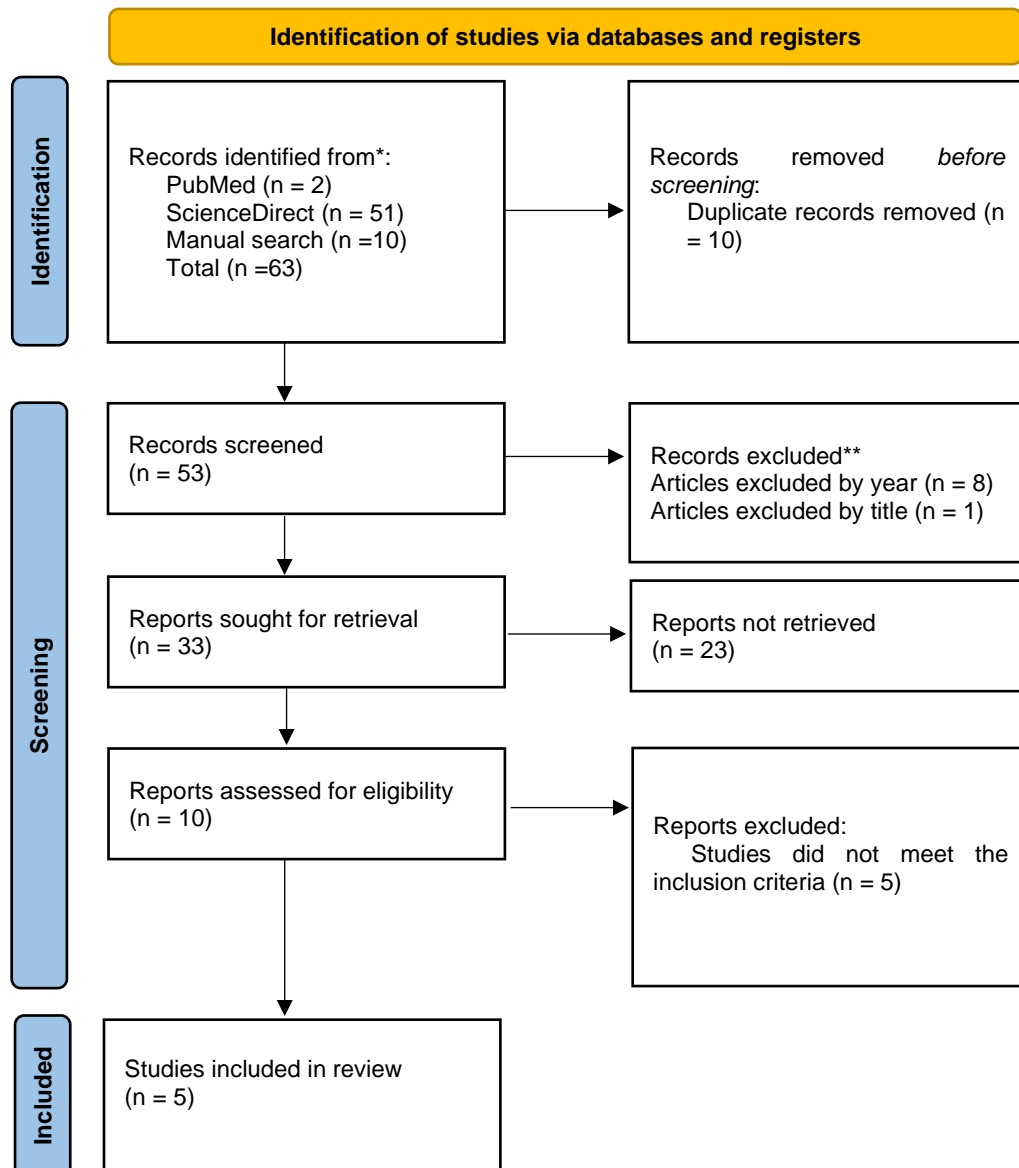 Identification of studies via databases and registers
Identification
Records identified from*:
PubMed (n = 2)
ScienceDirect (n = 51)
Manual search (n =10)
Total (n =63)
Records removed before
screening:
Duplicate records removed (n
= 10)
Screening
Records screened
(n = 53)
Records excluded**
Articles excluded by year (n = 8)
Articles excluded by title (n = 1)
Reports sought for retrieval
(n = 33)
Reports not retrieved
(n = 23)
Reports assessed for eligibility
(n = 10)
Reports excluded:
Studies did not meet the
inclusion criteria (n = 5)
Included
Studies included in review
(n = 5)